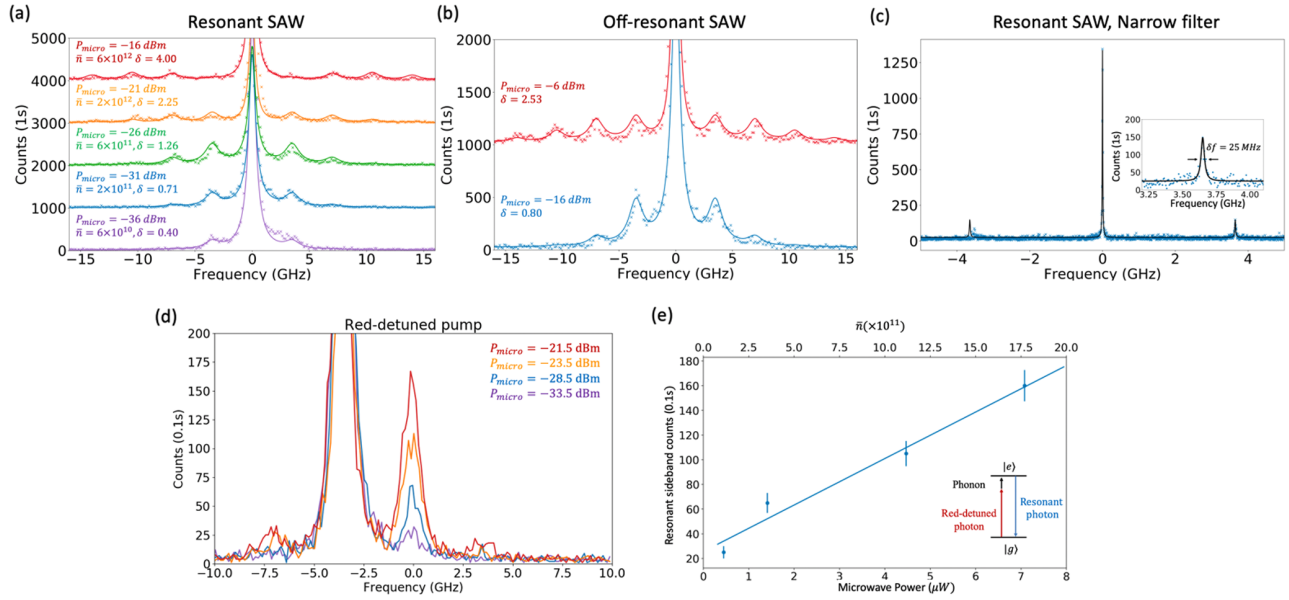 (a)
Resonant SAW
P_micro = −16 dBm
n̄ = 6×10^12 δ = 4.00
P_micro = −21 dBm
n̄ = 2×10^12, δ = 2.25
P_micro = −26 dBm
n̄ = 6×10^11, δ = 1.26
P_micro = −31 dBm
n̄ = 2×10^11, δ = 0.71
P_micro = −36 dBm
n̄ = 6×10^10, δ = 0.40
5000
4000
3000
2000
1000
0
Counts (1s)
−15 −10 −5 0 5 10 15
Frequency (GHz)
(b)
Off-resonant SAW
P_micro = −6 dBm
δ = 2.53
P_micro = −16 dBm
δ = 0.80
2000
1500
1000
500
0
Counts (1s)
−15 −10 −5 0 5 10 15
Frequency (GHz)
(c)
Resonant SAW, Narrow filter
1250
1000
750
500
250
0
Counts (1s)
−4 −2 0 2 4
Frequency (GHz)
200
150
100
50
0
Counts (1s)
δf = 25 MHz
3.25 3.50 3.75 4.00
Frequency (GHz)
(d)
Red-detuned pump
P_micro = −21.5 dBm
P_micro = −23.5 dBm
P_micro = −28.5 dBm
P_micro = −33.5 dBm
200
175
150
125
100
75
50
25
0
Counts (0.1s)
−10.0 −7.5 −5.0 −2.5 0.0 2.5 5.0 7.5 10.0
Frequency (GHz)
(e)
n̄(×10^11)
0.1 2.5 5.0 7.5 10.0 12.5 15.0 17.5 20.0
180
160
140
120
100
80
60
40
20
Resonant sideband counts (0.1s)
|e⟩
Phonon
Red-detuned
photon
Resonant
photon
|g⟩
0 1 2 3 4 5 6 7 8
Microwave Power (μW)